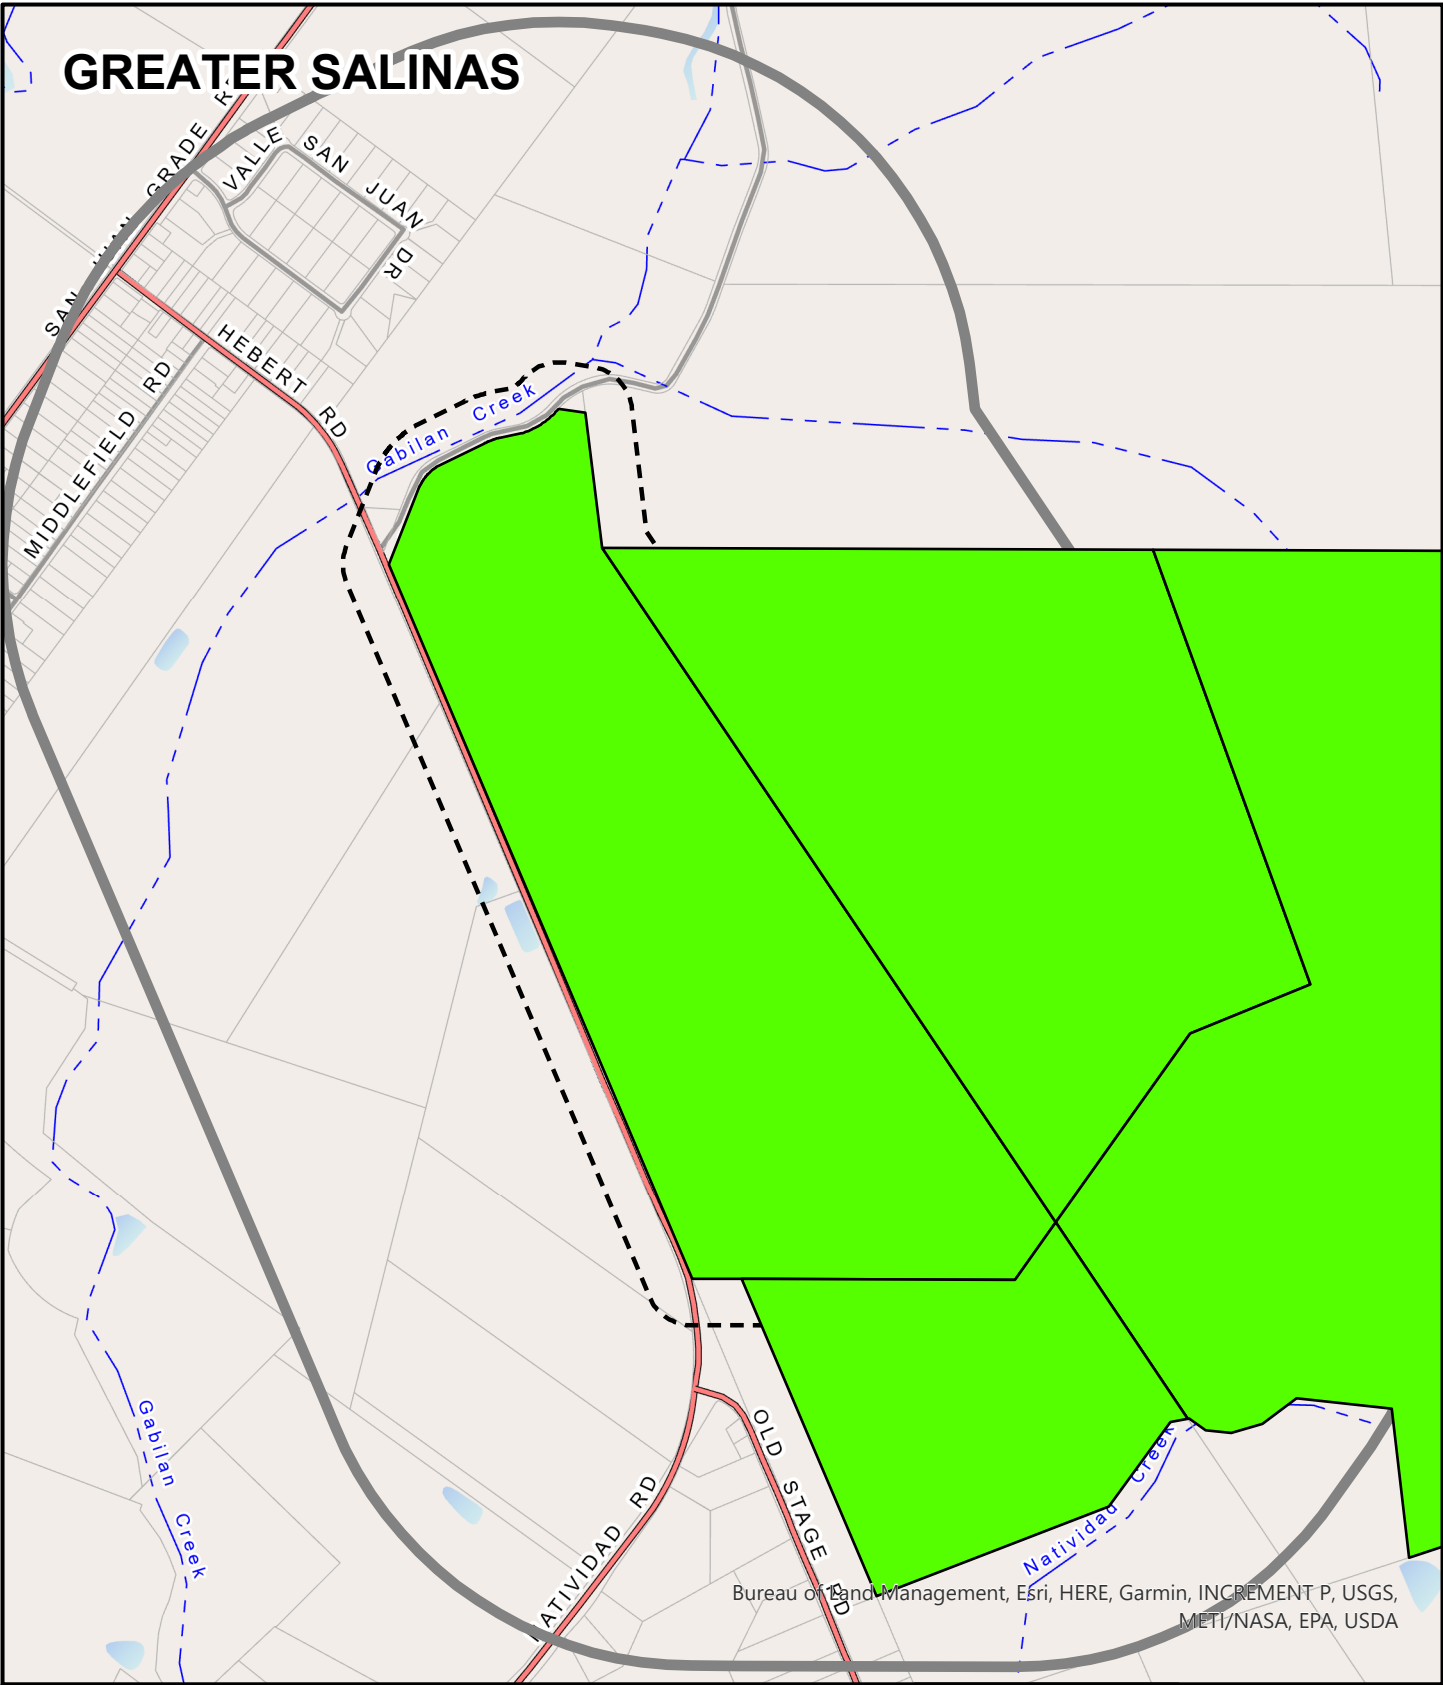 GREATER SALINAS
SAN JUAN GRADE RD
VALLE SAN JUAN DR
HEBERT RD
MIDDLEFIELD RD
Gabilan Creek
OLD STAGE RD
Gabilan Creek
NATIVIDAD RD
Natividad Creek
Bureau of Land Management, Esri, HERE, Garmin, INCREMENT P, USGS,
METI/NASA, EPA, USDA